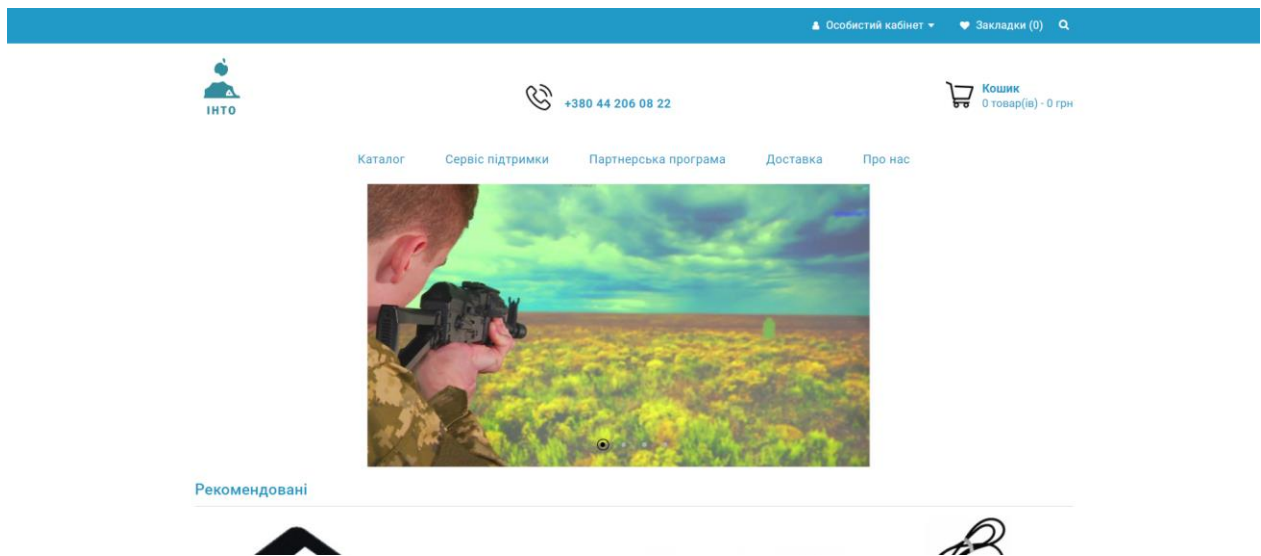 Особистий кабінет
Закладки (0)
ІНТО
+380 44 206 08 22
Кошик
0 товар(ів) - 0 грн
Каталог
Сервіс підтримки
Партнерська програма
Доставка
Про нас
Рекомендовані